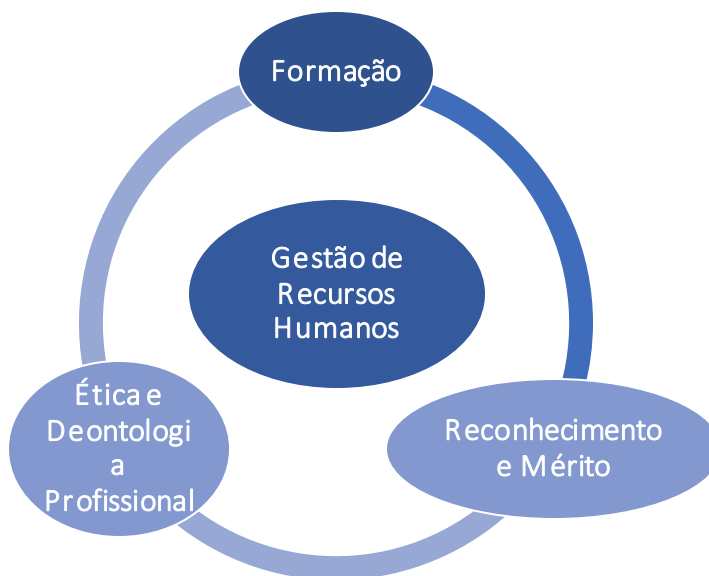 Formação
Gestão de
Recursos
Humanos
Ética e
Deontologi
a
Profissional
Reconhecimento
e Mérito